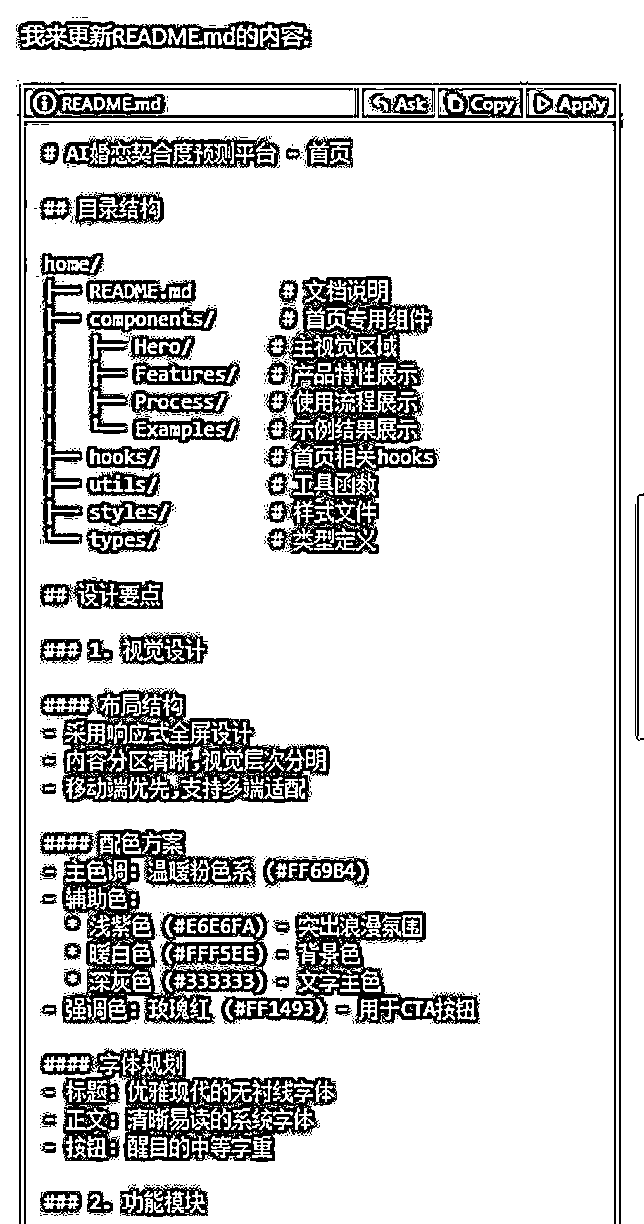 我来更新README.md的内容:
README.md Ask Copy Apply
# AI婚恋契合度预测平台 - 首页
## 目录结构
home/
├── README.md # 文档说明
├── components/ # 首页专用组件
│   ├── Hero/ # 主视觉区域
│   ├── Features/ # 产品特性展示
│   ├── Process/ # 使用流程展示
│   └── Examples/ # 示例结果展示
├── hooks/ # 首页相关hooks
├── utils/ # 工具函数
├── styles/ # 样式文件
└── types/ # 类型定义
## 设计要点
### 1. 视觉设计
#### 布局结构
- 采用响应式全屏设计
- 内容分区清晰,视觉层次分明
- 移动端优先,支持多端适配
#### 配色方案
- 主色调: 温暖粉色系 (#FF69B4)
- 辅助色:
* 浅紫色 (#E6E6FA) - 突出浪漫氛围
* 暖白色 (#FFF5EE) - 背景色
* 深灰色 (#333333) - 文字主色
- 强调色: 玫瑰红 (#FF1493) - 用于CTA按钮
#### 字体规划
- 标题: 优雅现代的无衬线字体
- 正文: 清晰易读的系统字体
- 按钮: 醒目的中等字重
### 2. 功能模块